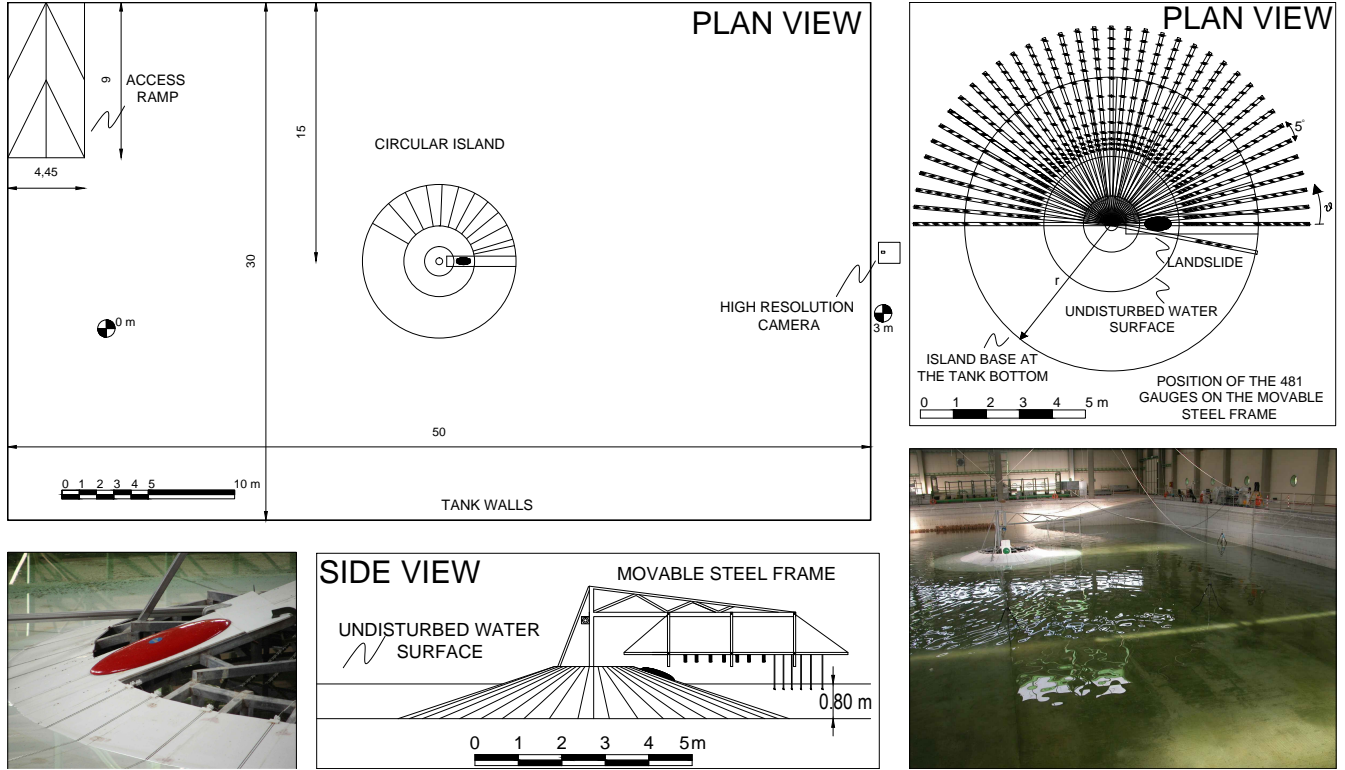 PLAN VIEW
9
ACCESS
RAMP
4,45
15
CIRCULAR ISLAND
30
HIGH RESOLUTION
CAMERA
0 m
3 m
50
0 1 2 3 4 5 10 m
TANK WALLS
PLAN VIEW
5°
ϑ
LANDSLIDE
r
UNDISTURBED WATER
SURFACE
ISLAND BASE AT
THE TANK BOTTOM
POSITION OF THE 481
GAUGES ON THE MOVABLE
STEEL FRAME
0 1 2 3 4 5 m
SIDE VIEW
MOVABLE STEEL FRAME
UNDISTURBED WATER
SURFACE
0.80 m
0 1 2 3 4 5m